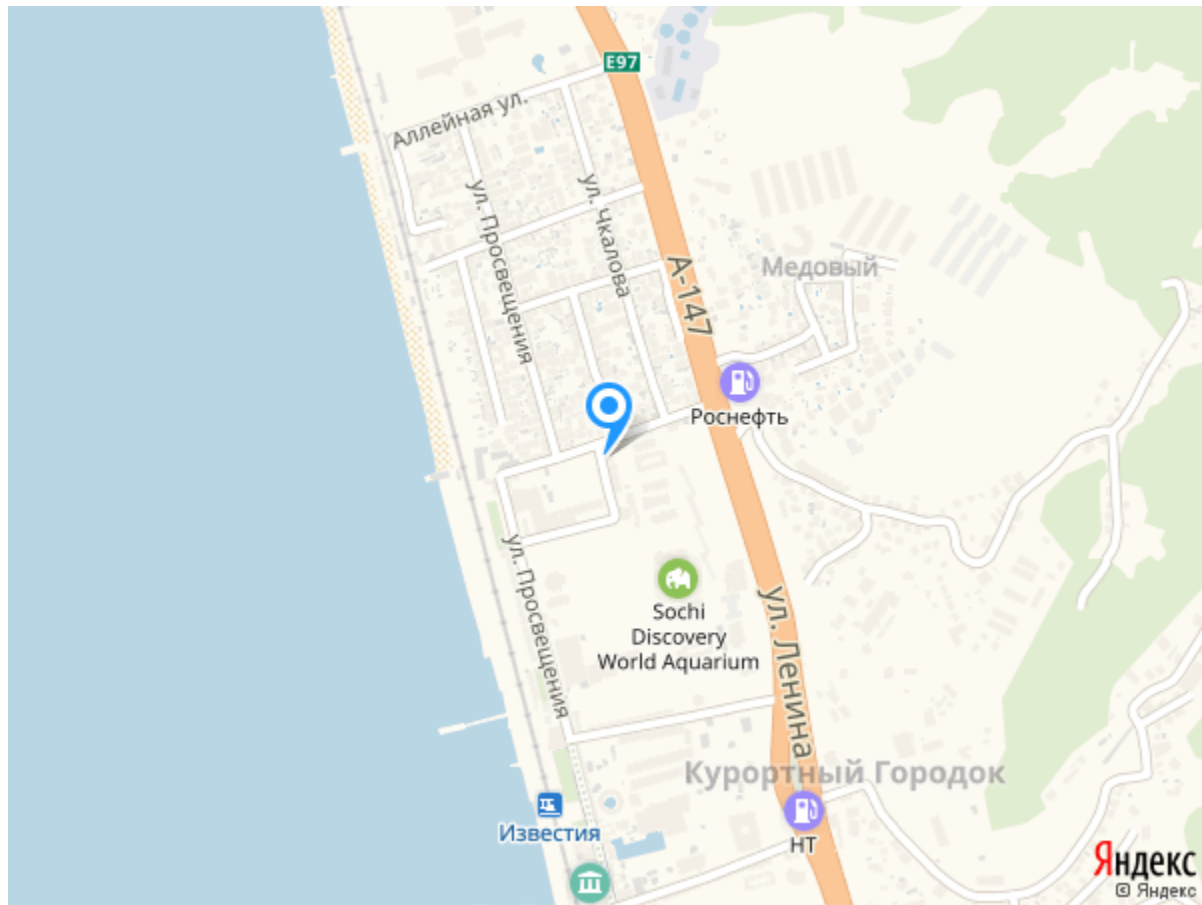 E97
Аллейная ул.
ул. Просвещения
ул. Чкалова
А-147
Медовый
Роснефть
ул. Просвещения
Sochi
Discovery
World Aquarium
ул. Ленина
Курортный Городок
Известия
НТ
Яндекс
© Яндекс